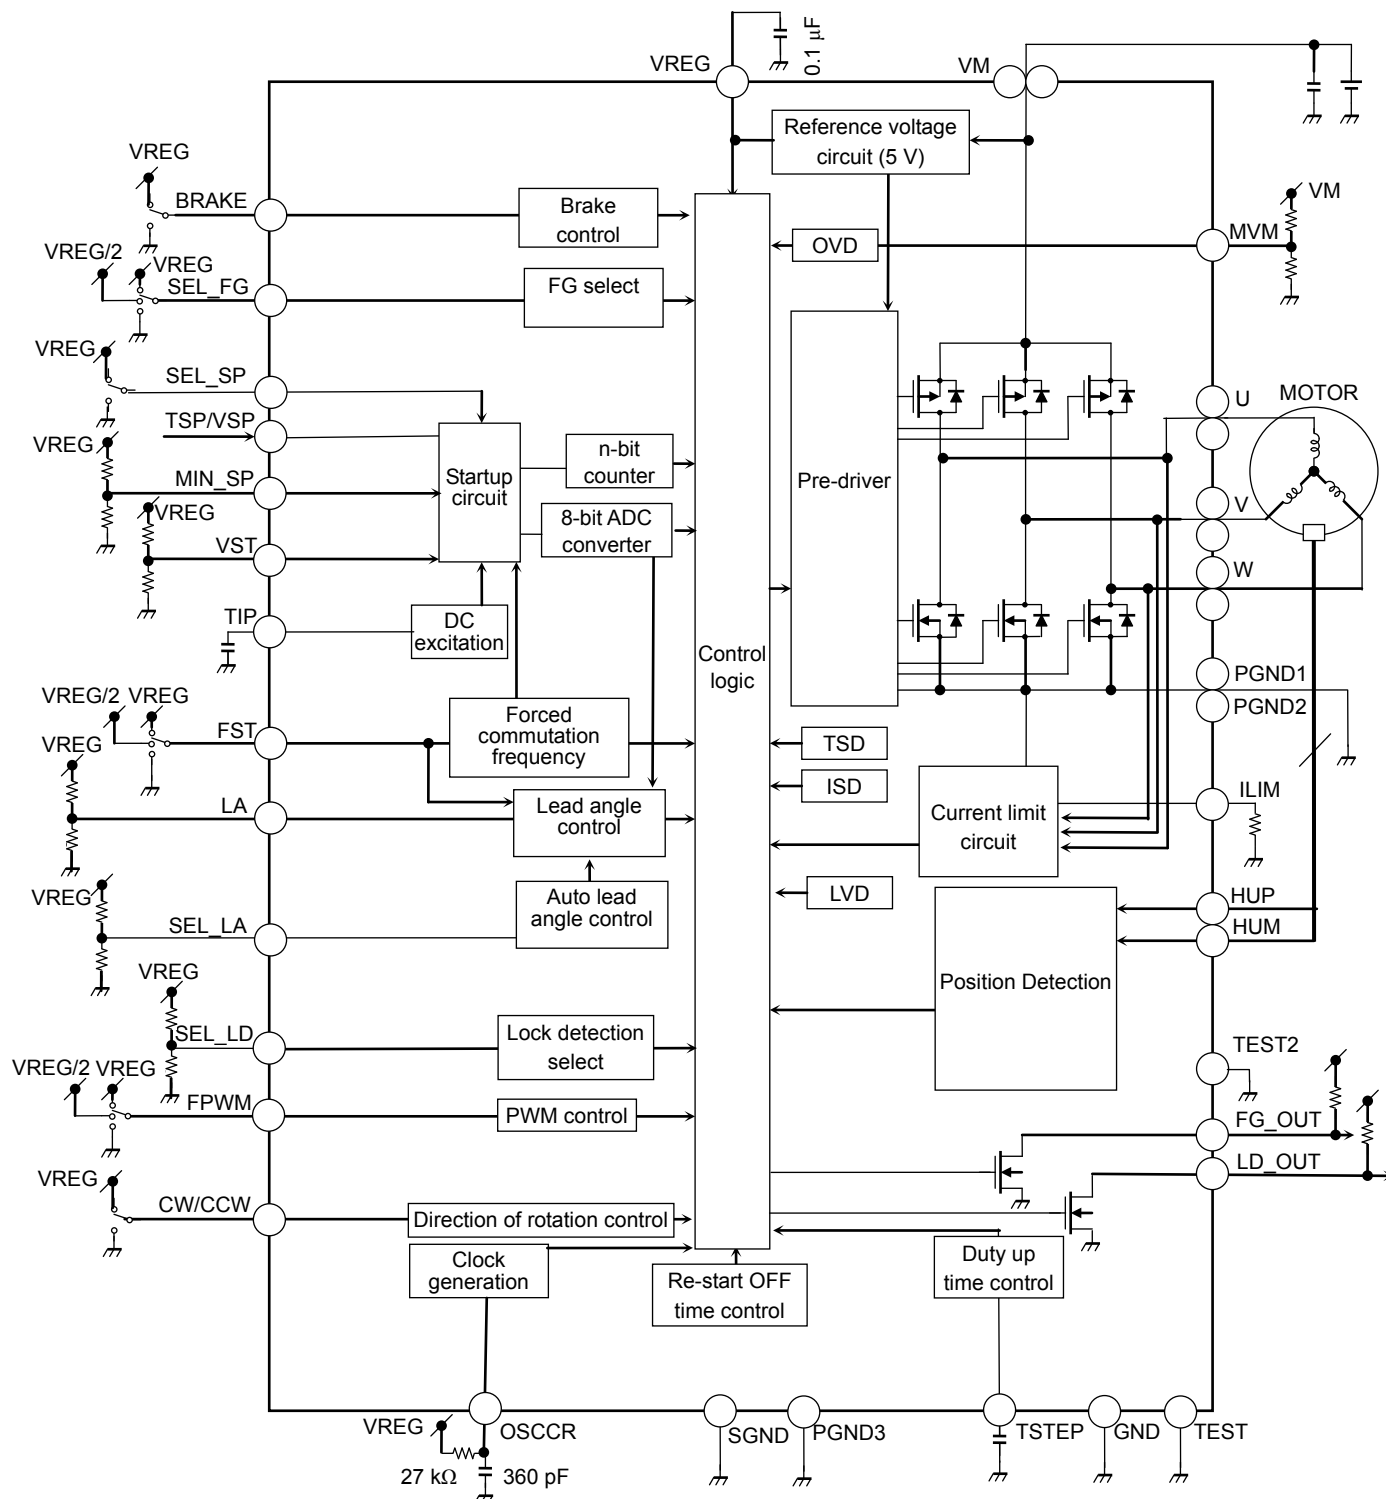 0.1 μF
VREG
VM
Reference voltage
circuit (5 V)
VREG
BRAKE
Brake
control
VM
MVM
OVD
VREG/2
VREG
SEL_FG
FG select
VREG
SEL_SP
TSP/VSP
VREG
MIN_SP
VREG
VST
Startup
circuit
n-bit
counter
8-bit ADC
converter
Pre-driver
U
MOTOR
V
W
TIP
DC
excitation
Control
logic
PGND1
PGND2
VREG/2
VREG
FST
VREG
Forced
commutation
frequency
TSD
ISD
LA
Lead angle
control
Current limit
circuit
ILIM
VREG
SEL_LA
Auto lead
angle control
LVD
HUP
HUM
Position Detection
VREG
SEL_LD
Lock detection
select
TEST2
VREG/2
VREG
FPWM
PWM control
FG_OUT
LD_OUT
VREG
CW/CCW
Direction of rotation control
Clock
generation
Re-start OFF
time control
Duty up
time control
VREG
OSCCR
27 kΩ
360 pF
SGND
PGND3
TSTEP
GND
TEST